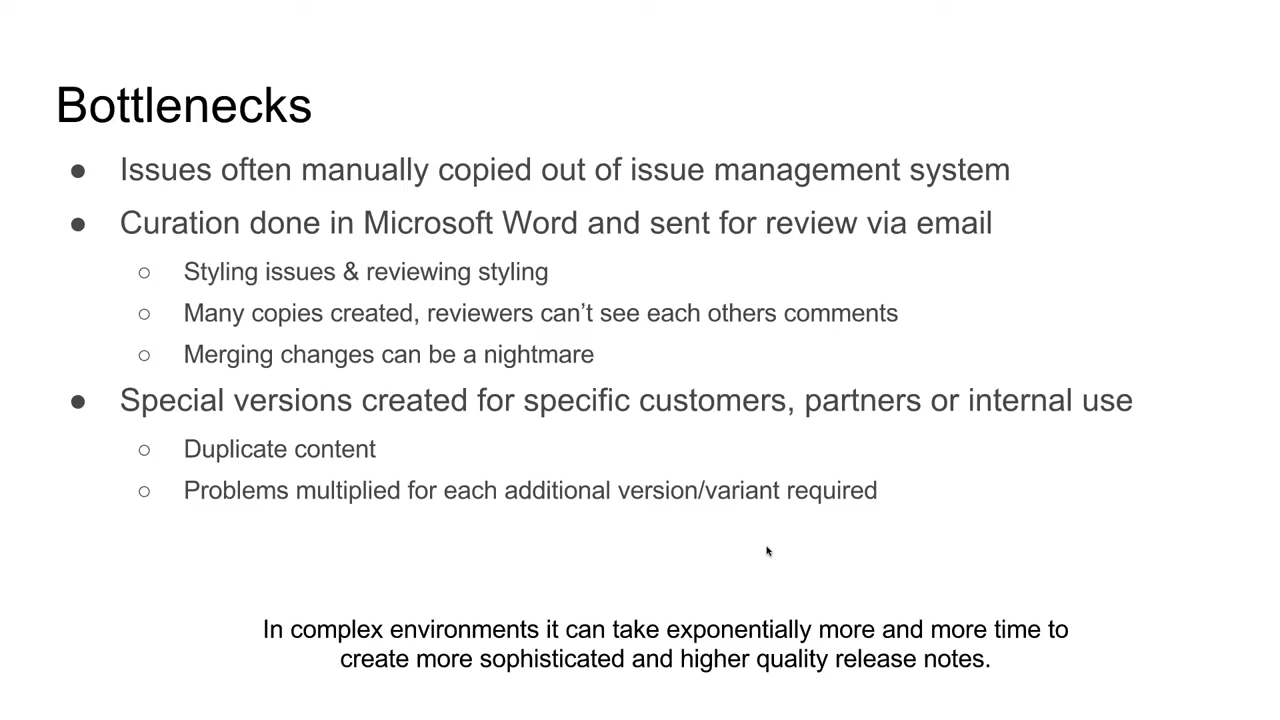 Bottlenecks
● Issues often manually copied out of issue management system
● Curation done in Microsoft Word and sent for review via email
○ Styling issues & reviewing styling
○ Many copies created, reviewers can’t see each others comments
○ Merging changes can be a nightmare
● Special versions created for specific customers, partners or internal use
○ Duplicate content
○ Problems multiplied for each additional version/variant required
In complex environments it can take exponentially more and more time to
create more sophisticated and higher quality release notes.